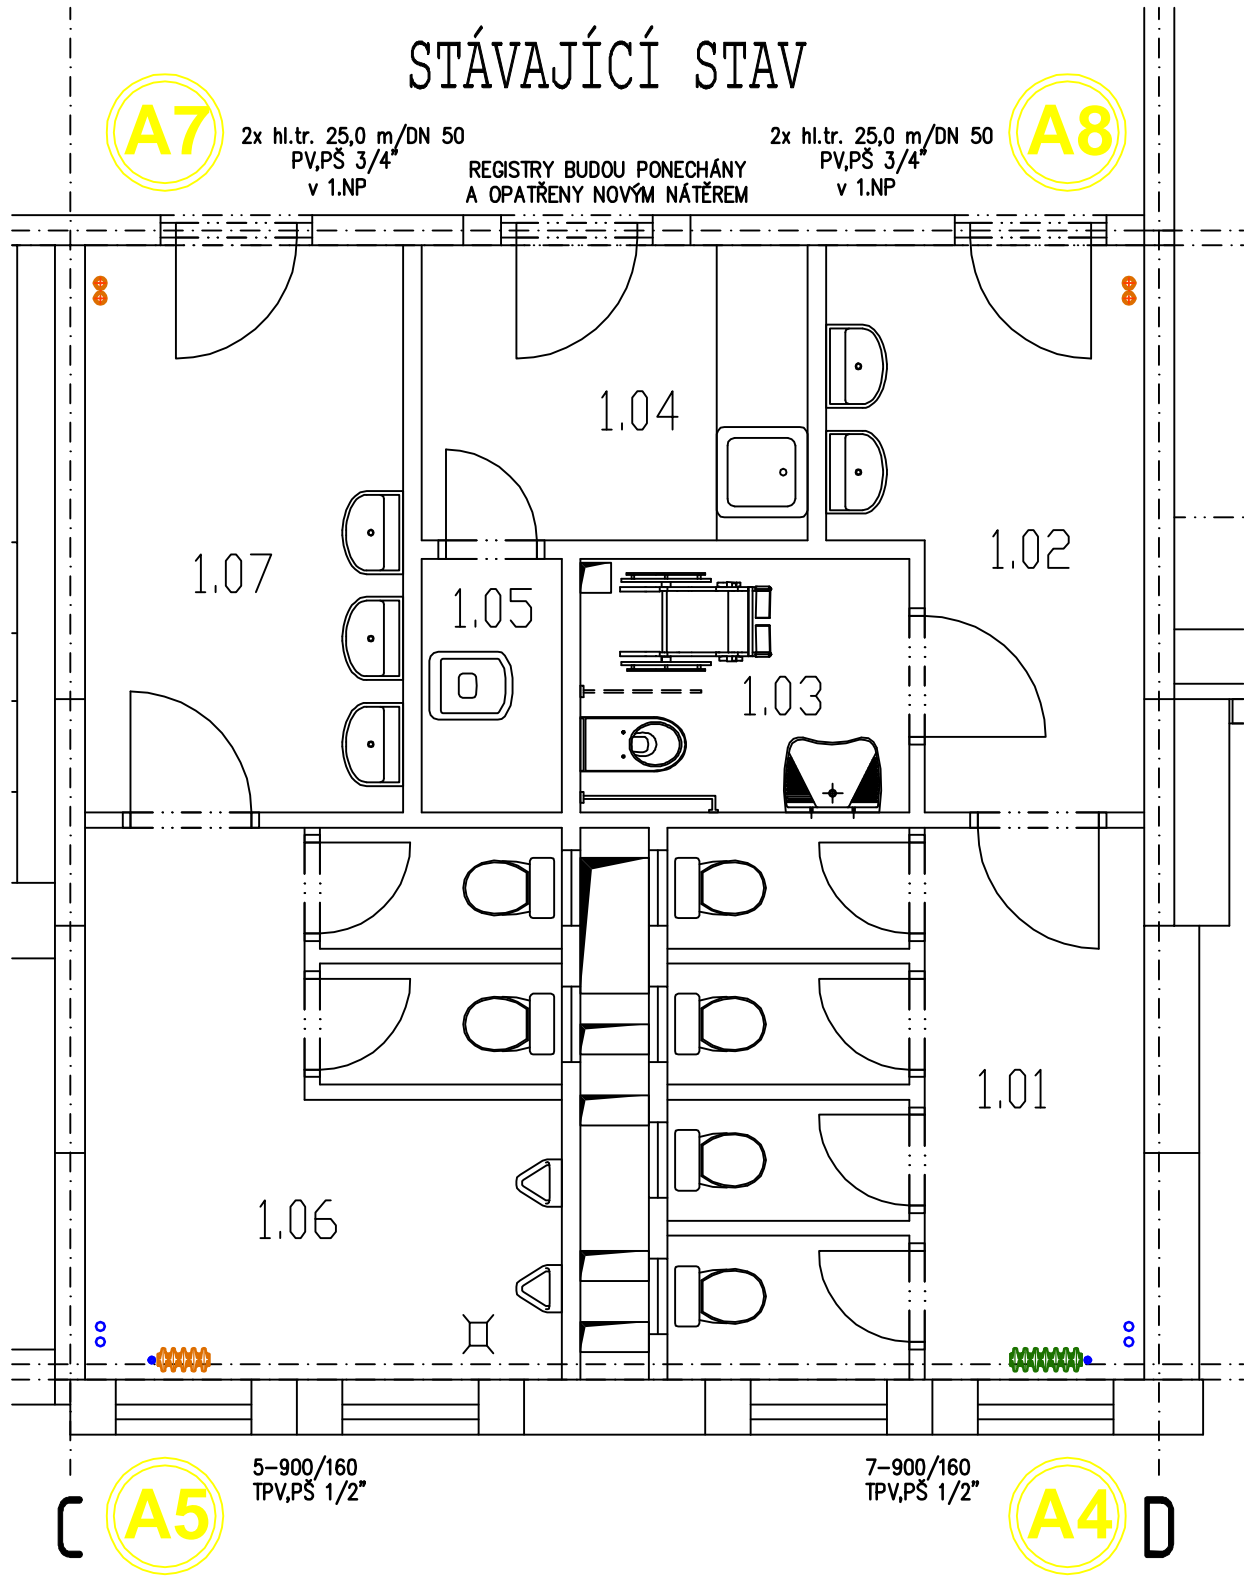 STÁVAJÍCÍ STAV
A7
2x hl.tr. 25,0 m/DN 50
PV,PŠ 3/4"
v 1.NP
REGISTRY BUDOU PONECHÁNY
A OPATŘENY NOVÝM NÁTĚREM
2x hl.tr. 25,0 m/DN 50
PV,PŠ 3/4"
v 1.NP
A8
1.04
1.07
1.05
1.02
1.03
1.01
1.06
5-900/160
TPV,PŠ 1/2"
7-900/160
TPV,PŠ 1/2"
C
A5
A4
D